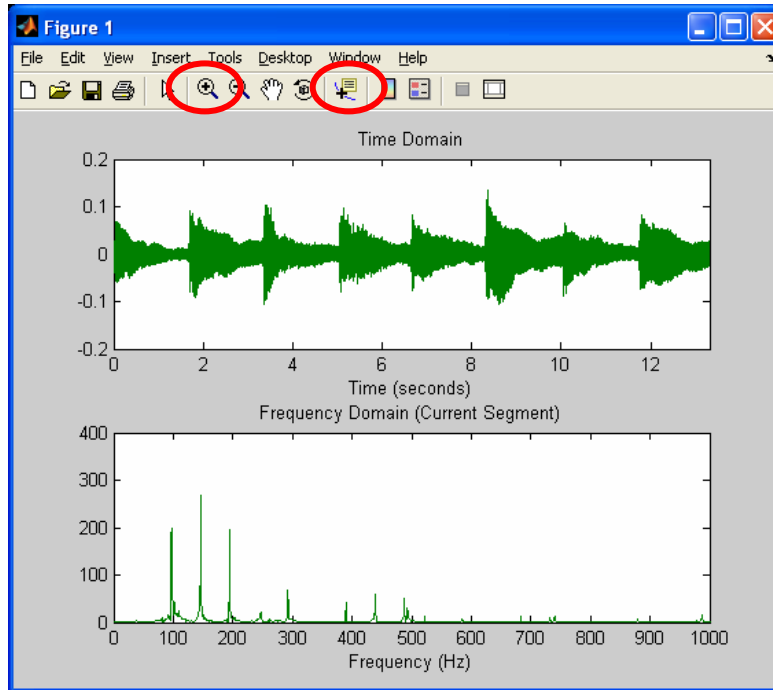 Figure 1
File Edit View Insert Tools Desktop Window Help
Time Domain
0.2
0.1
0
-0.1
-0.2
0 2 4 6 8 10 12
Time (seconds)
Frequency Domain (Current Segment)
400
300
200
100
0
0 100 200 300 400 500 600 700 800 900 1000
Frequency (Hz)